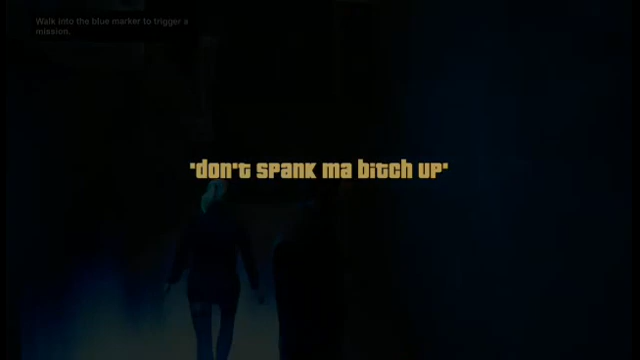 Walk into the blue marker to trigger a
mission.
'DON'T SPANK MA BITCH UP'